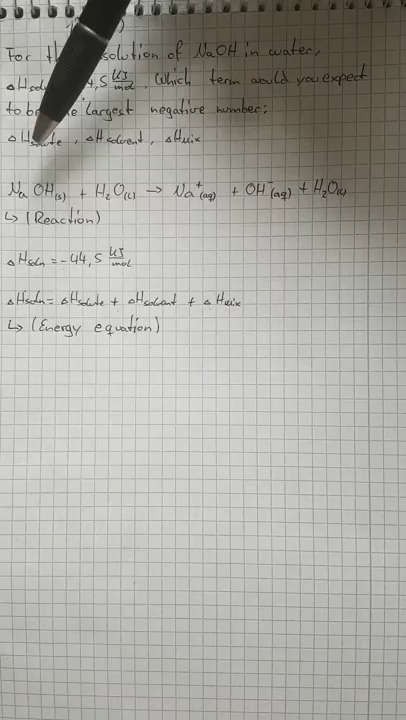 For th solution of NaOH in water,
ΔHsol ,5 kJ/mol. Which term would you expect
to b e largest negative number:
ΔHsolute, ΔHsolvent, ΔHmix
NaOH(s) + H₂O(l) → Na⁺(aq) + OH⁻(aq) + H₂O(l)
↳ (Reaction)
ΔHsoln = -44,5 kJ/mol
ΔHsoln = ΔHsolute + ΔHsolvent + ΔHmix
↳ (Energy equation)